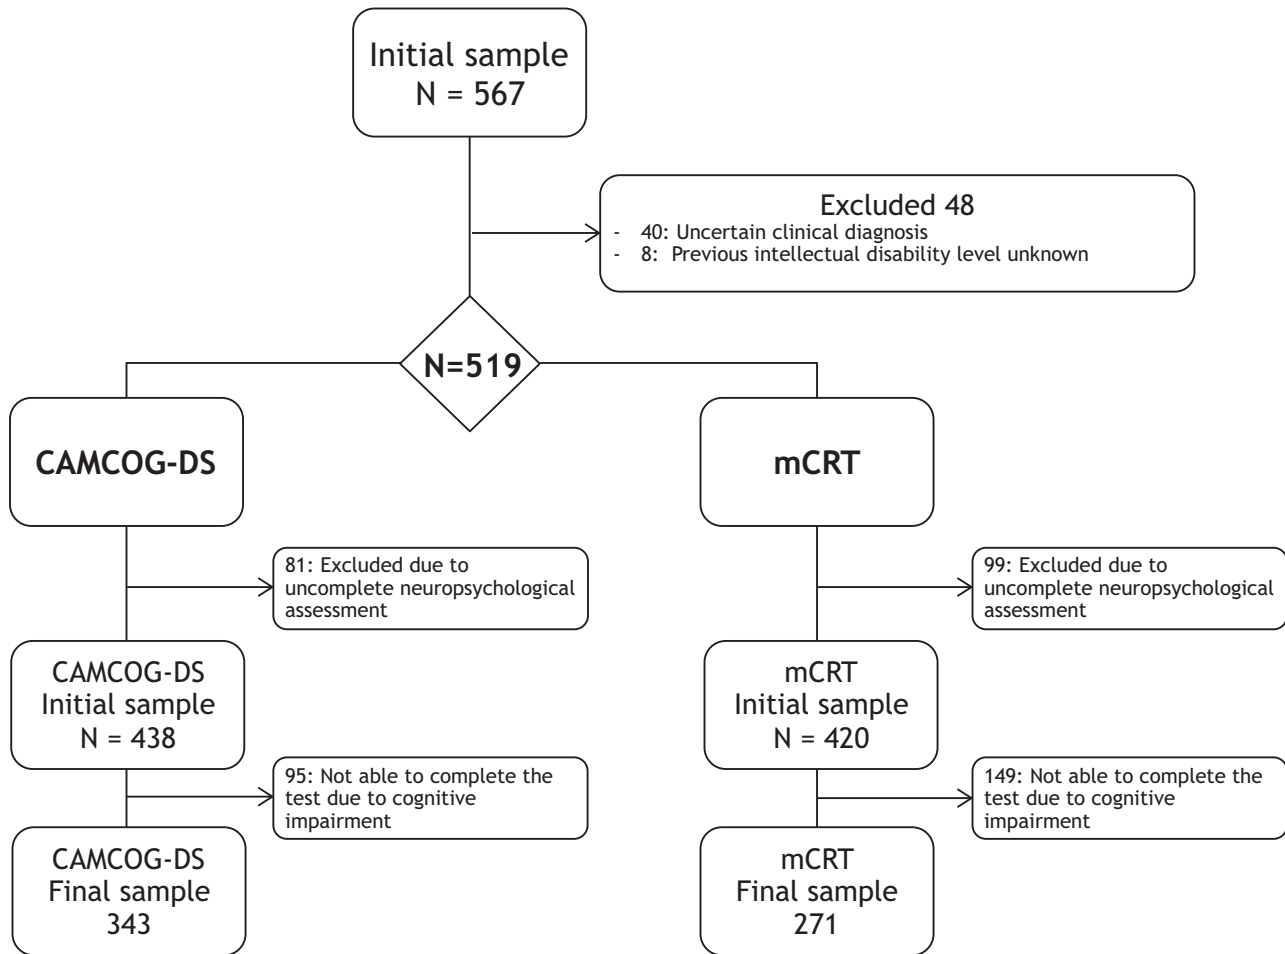 Initial sample
N = 567
Excluded 48
- 40: Uncertain clinical diagnosis
- 8: Previous intellectual disability level unknown
N=519
CAMCOG-DS
mCRT
81: Excluded due to
uncomplete neuropsychological
assessment
99: Excluded due to
uncomplete neuropsychological
assessment
CAMCOG-DS
Initial sample
N = 438
mCRT
Initial sample
N = 420
95: Not able to complete the
test due to cognitive
impairment
149: Not able to complete the
test due to cognitive
impairment
CAMCOG-DS
Final sample
343
mCRT
Final sample
271